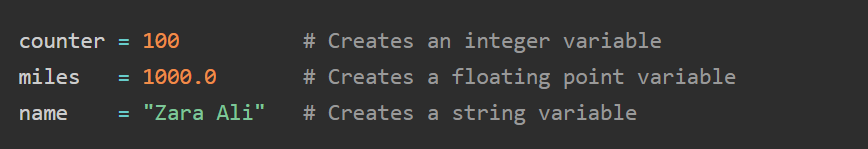 counter = 100          # Creates an integer variable
miles   = 1000.0       # Creates a floating point variable
name    = "Zara Ali"   # Creates a string variable